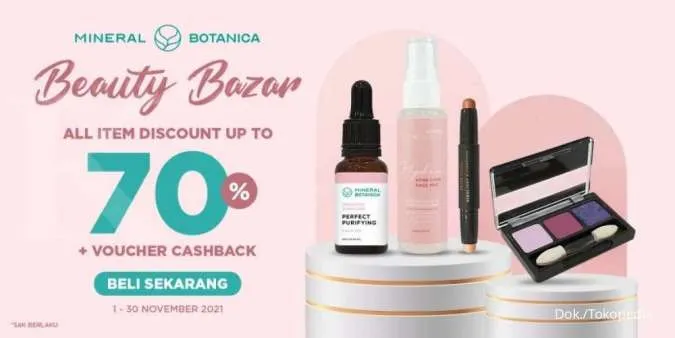 MINERAL BOTANICA
Beauty Bazar
ALL ITEM DISCOUNT UP TO
70%
+ VOUCHER CASHBACK
BELI SEKARANG
1 - 30 NOVEMBER 2021
*S&K BERLAKU
MINERAL
BOTANICA
PERFECT
PURIFYING
Dok./Tokopedia